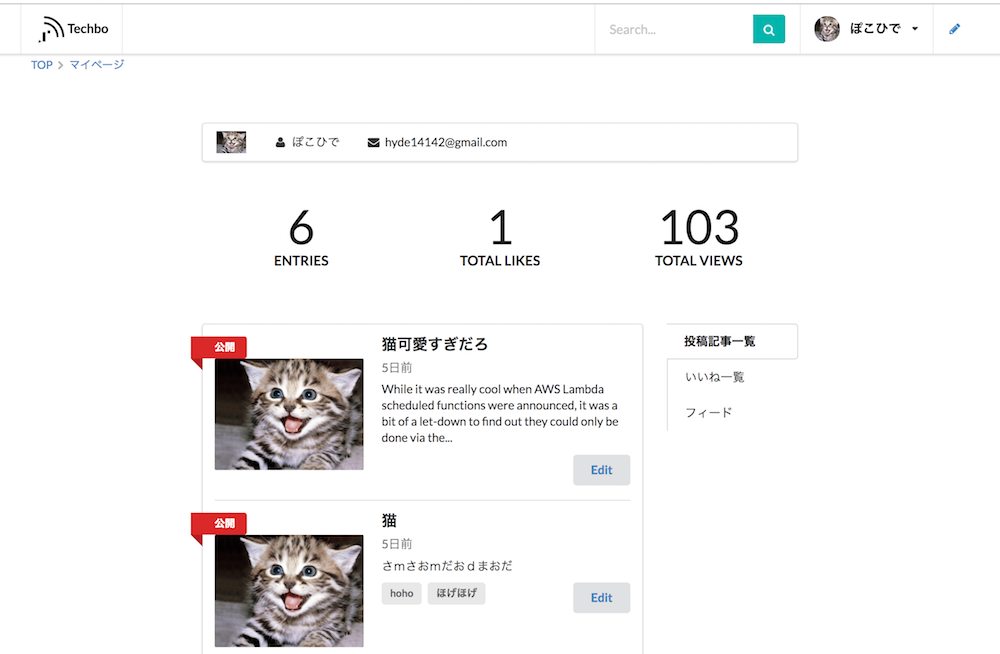 Techbo
Search...
ぽこひで
TOP マイページ
ぽこひで hyde14142@gmail.com
6
ENTRIES
1
TOTAL LIKES
103
TOTAL VIEWS
公開
猫可愛すぎだろ
5日前
While it was really cool when AWS Lambda
scheduled functions were announced, it was a
bit of a let-down to find out they could only be
done via the...
Edit
公開
猫
5日前
さｍさおｍだおｄまおだ
hoho ほげほげ
Edit
投稿記事一覧
いいね一覧
フィード